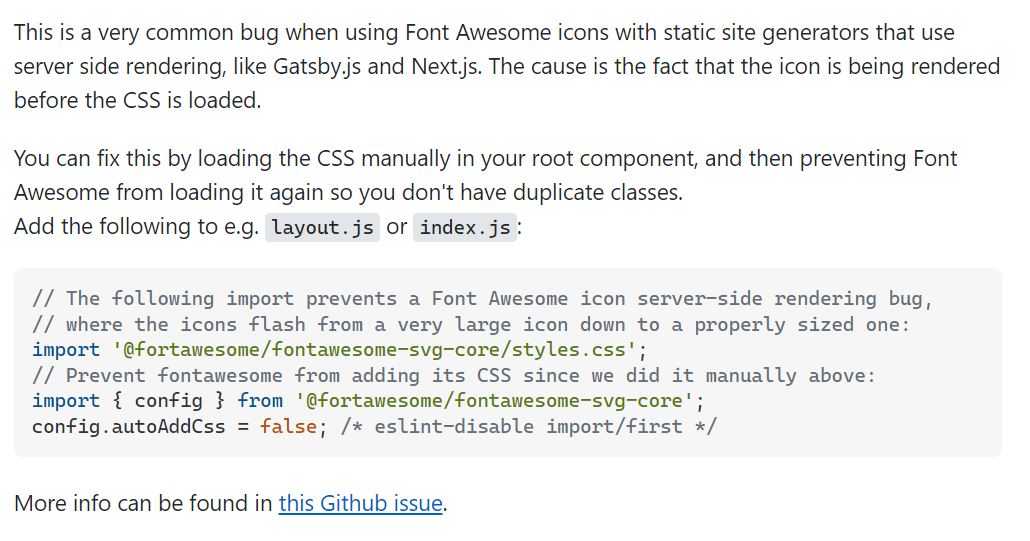 This is a very common bug when using Font Awesome icons with static site generators that use
server side rendering, like Gatsby.js and Next.js. The cause is the fact that the icon is being rendered
before the CSS is loaded.
You can fix this by loading the CSS manually in your root component, and then preventing Font
Awesome from loading it again so you don't have duplicate classes.
Add the following to e.g. layout.js or index.js:
// The following import prevents a Font Awesome icon server-side rendering bug,
// where the icons flash from a very large icon down to a properly sized one:
import '@fortawesome/fontawesome-svg-core/styles.css';
// Prevent fontawesome from adding its CSS since we did it manually above:
import { config } from '@fortawesome/fontawesome-svg-core';
config.autoAddCss = false; /* eslint-disable import/first */
More info can be found in this Github issue.